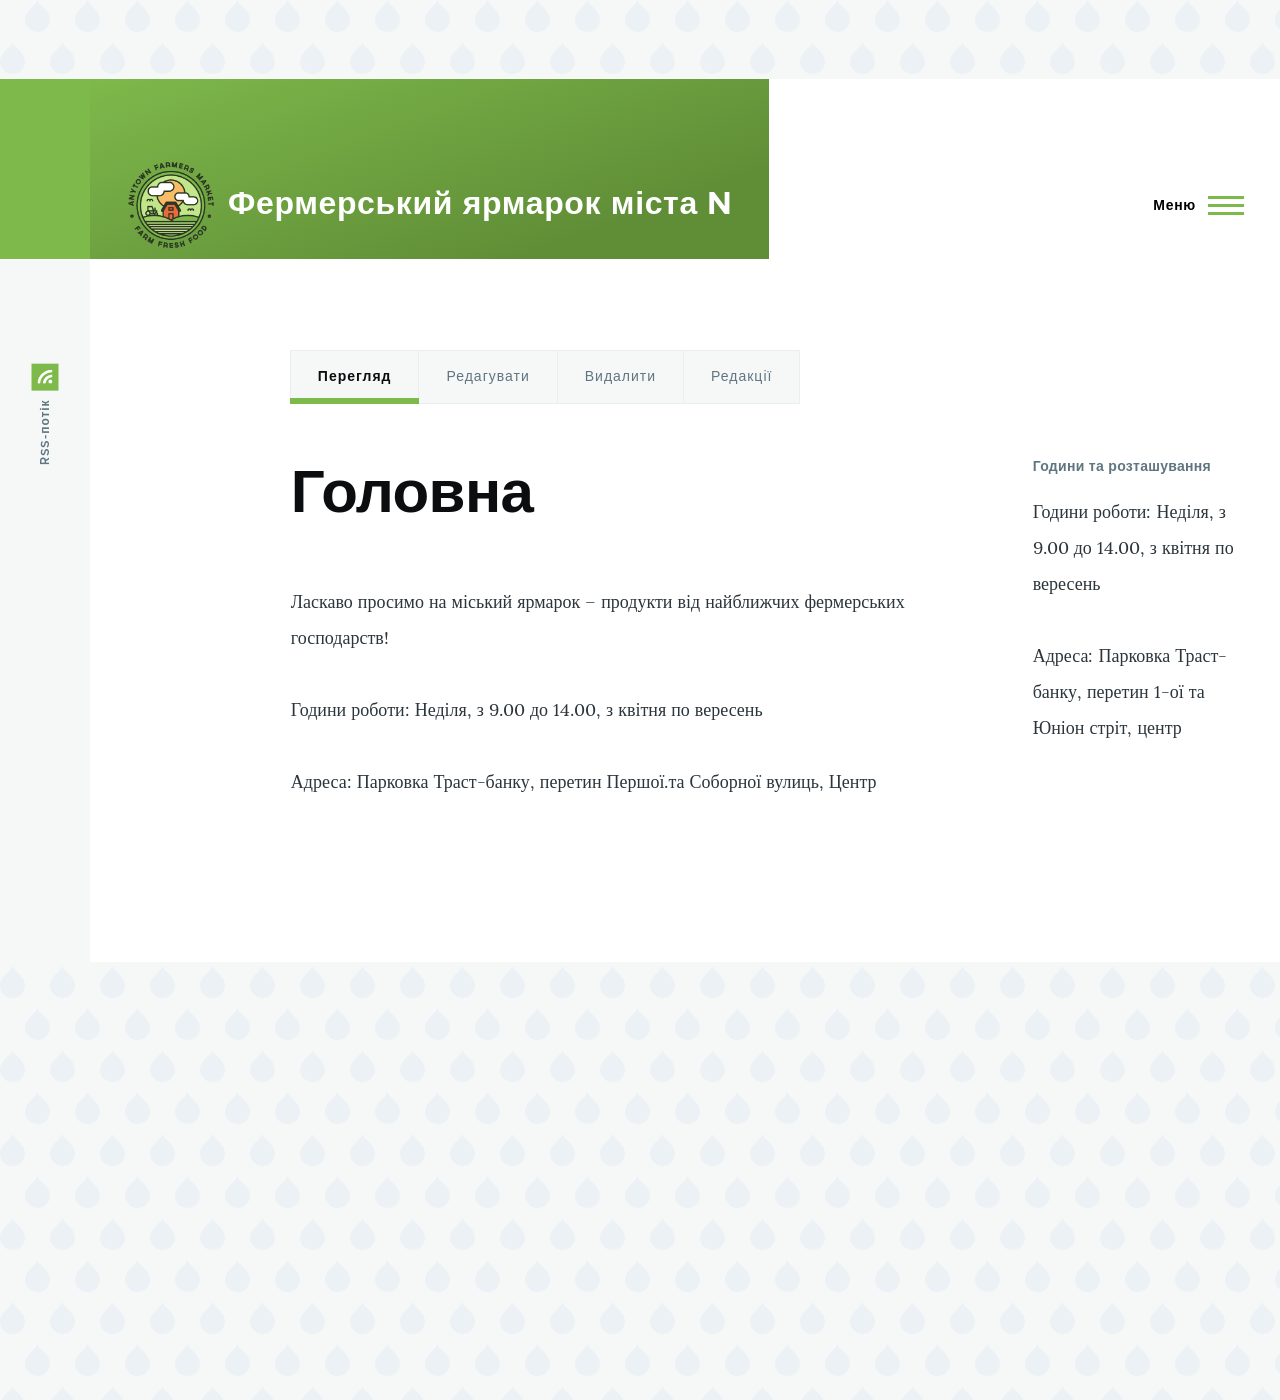 ANYTOWN FARMERS MARKET
FARM FRESH FOOD
Фермерський ярмарок міста N
Меню
RSS-потік
Перегляд Редагувати Видалити Редакції
Головна
Ласкаво просимо на міський ярмарок – продукти від найближчих фермерських
господарств!
Години роботи: Неділя, з 9.00 до 14.00, з квітня по вересень
Адреса: Парковка Траст-банку, перетин Першої.та Соборної вулиць, Центр
Години та розташування
Години роботи: Неділя, з
9.00 до 14.00, з квітня по
вересень
Адреса: Парковка Траст-
банку, перетин 1-ої та
Юніон стріт, центр